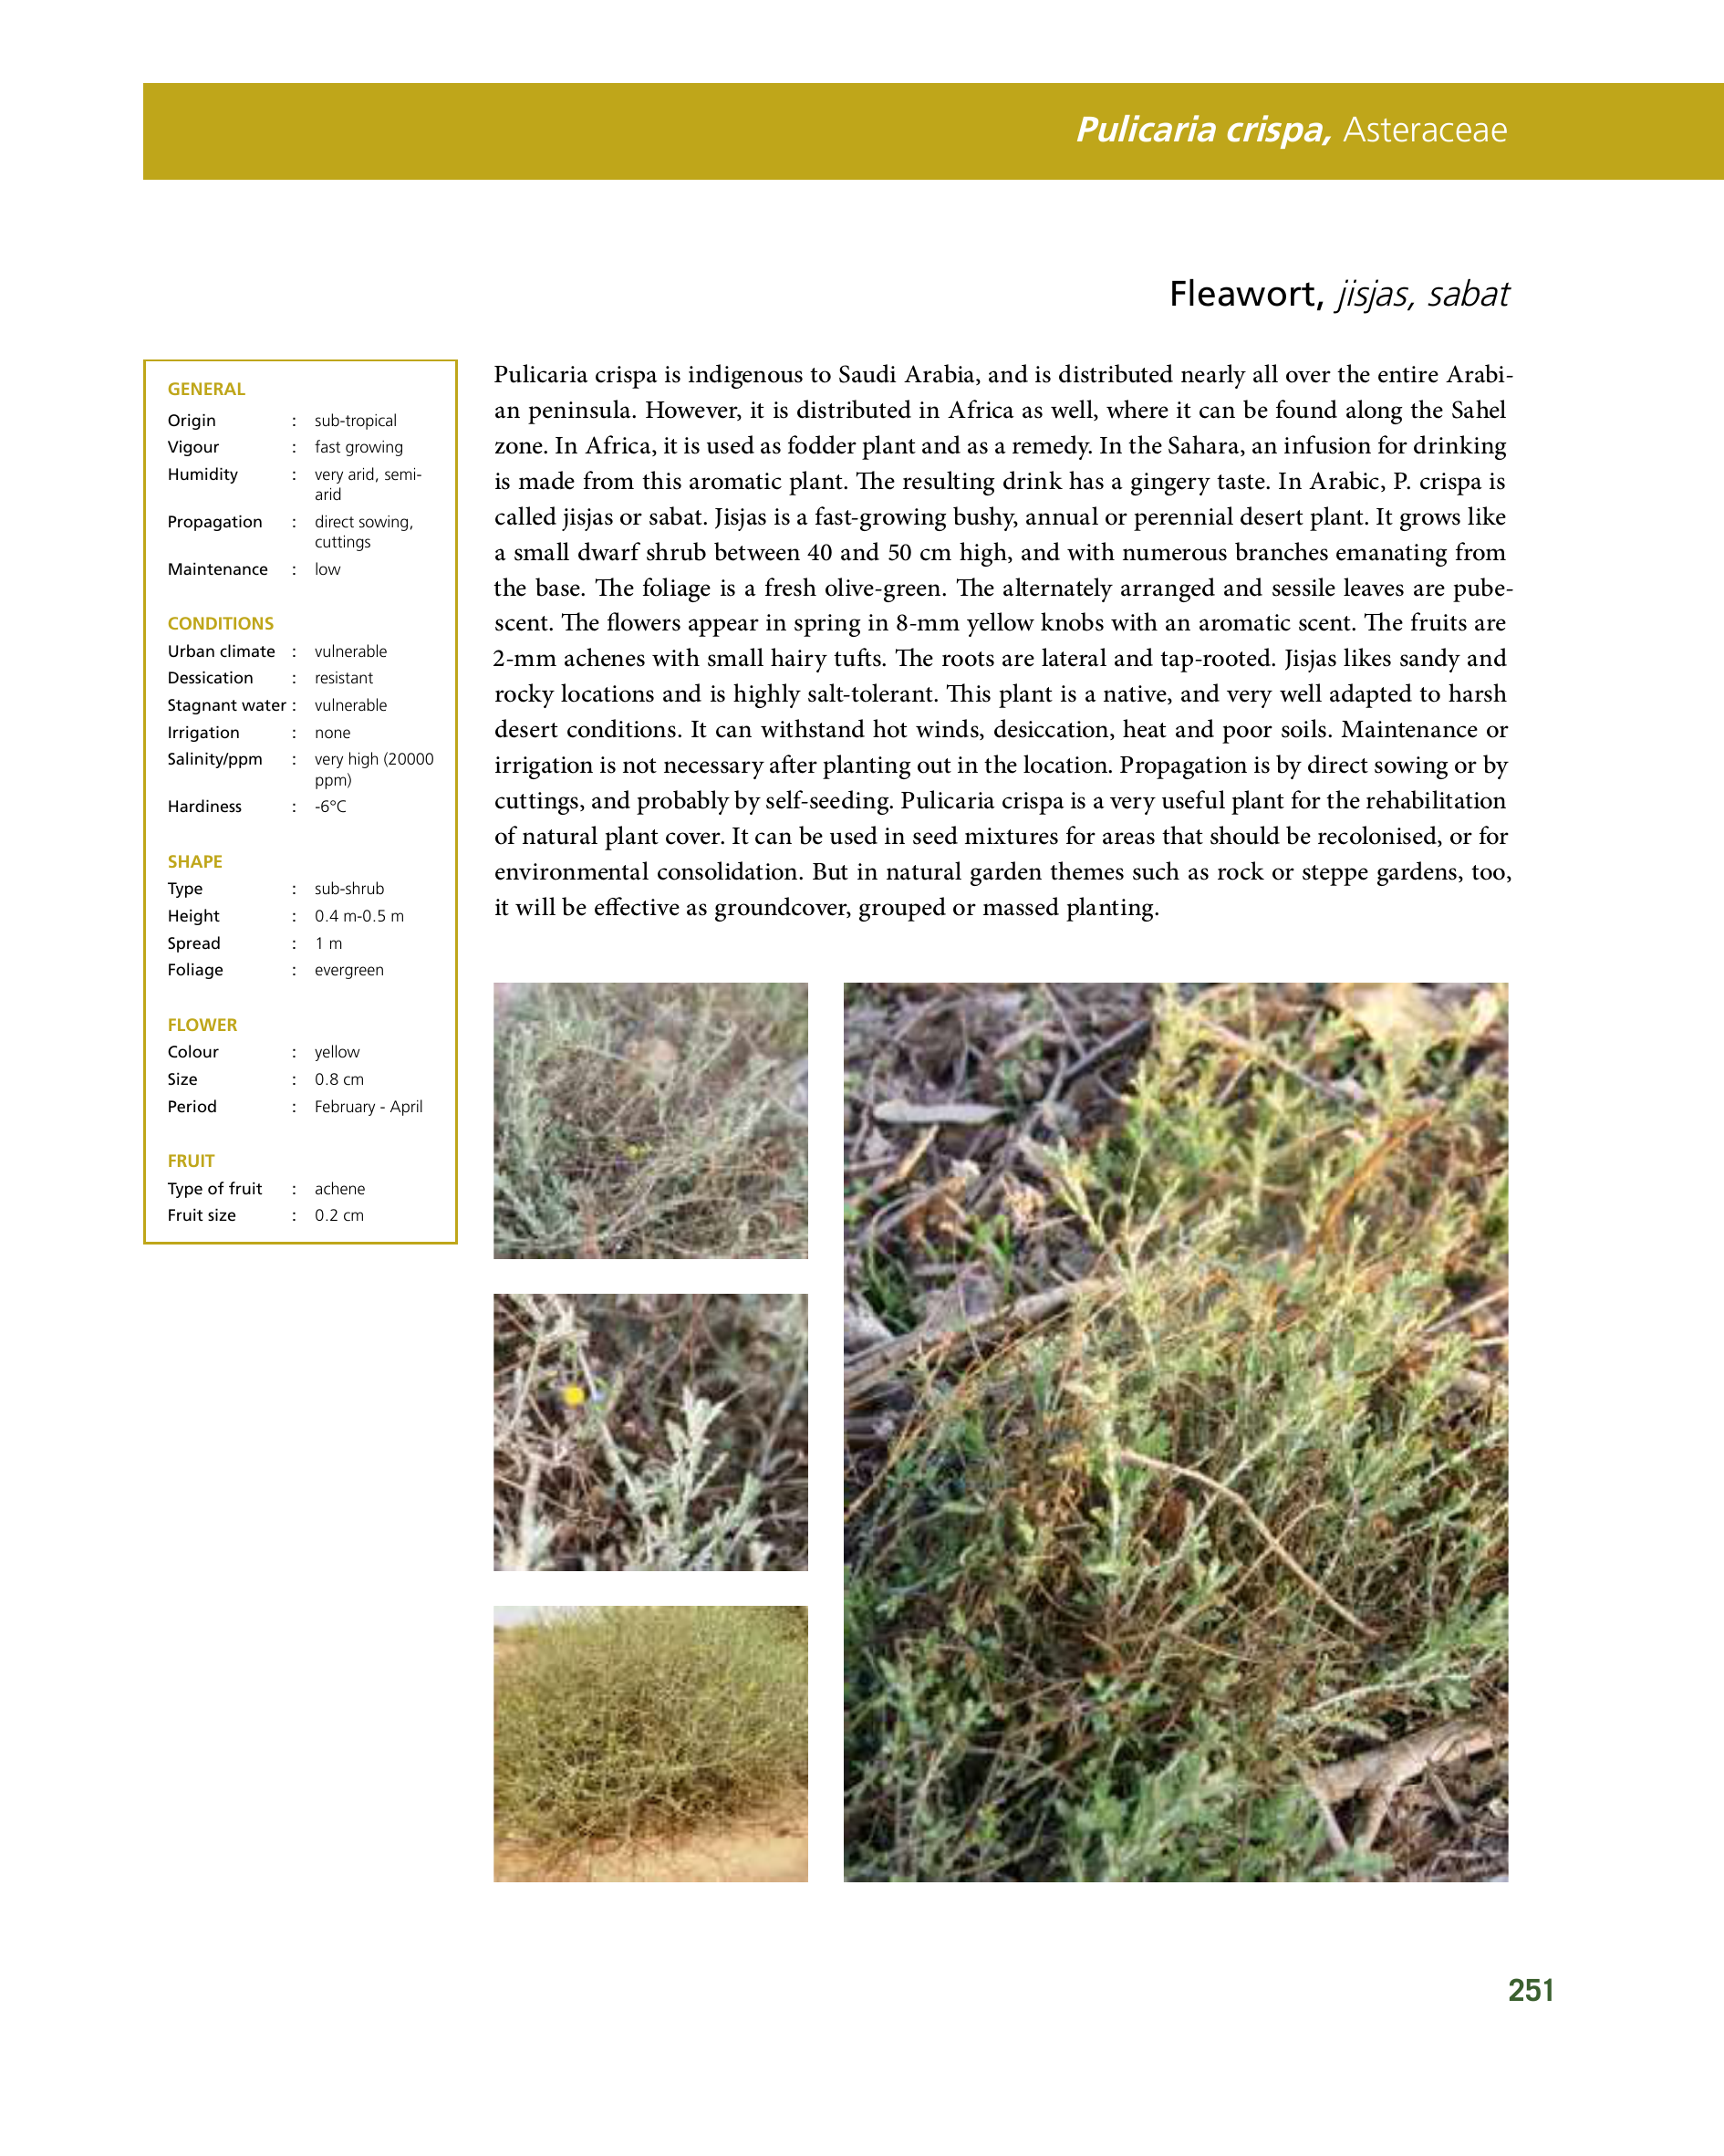 Pulicaria crispa, Asteraceae
Fleawort, jisjas, sabat
GENERAL
Origin : sub-tropical
Vigour : fast growing
Humidity : very arid, semi-
arid
Propagation : direct sowing,
cuttings
Maintenance : low
CONDITIONS
Urban climate : vulnerable
Dessication : resistant
Stagnant water : vulnerable
Irrigation : none
Salinity/ppm : very high (20000
ppm)
Hardiness : -6°C
SHAPE
Type : sub-shrub
Height : 0.4 m-0.5 m
Spread : 1 m
Foliage : evergreen
FLOWER
Colour : yellow
Size : 0.8 cm
Period : February - April
FRUIT
Type of fruit : achene
Fruit size : 0.2 cm
Pulicaria crispa is indigenous to Saudi Arabia, and is distributed nearly all over the entire Arabi-
an peninsula. However, it is distributed in Africa as well, where it can be found along the Sahel
zone. In Africa, it is used as fodder plant and as a remedy. In the Sahara, an infusion for drinking
is made from this aromatic plant. The resulting drink has a gingery taste. In Arabic, P. crispa is
called jisjas or sabat. Jisjas is a fast-growing bushy, annual or perennial desert plant. It grows like
a small dwarf shrub between 40 and 50 cm high, and with numerous branches emanating from
the base. The foliage is a fresh olive-green. The alternately arranged and sessile leaves are pube-
scent. The flowers appear in spring in 8-mm yellow knobs with an aromatic scent. The fruits are
2-mm achenes with small hairy tufts. The roots are lateral and tap-rooted. Jisjas likes sandy and
rocky locations and is highly salt-tolerant. This plant is a native, and very well adapted to harsh
desert conditions. It can withstand hot winds, desiccation, heat and poor soils. Maintenance or
irrigation is not necessary after planting out in the location. Propagation is by direct sowing or by
cuttings, and probably by self-seeding. Pulicaria crispa is a very useful plant for the rehabilitation
of natural plant cover. It can be used in seed mixtures for areas that should be recolonised, or for
environmental consolidation. But in natural garden themes such as rock or steppe gardens, too,
it will be effective as groundcover, grouped or massed planting.
251